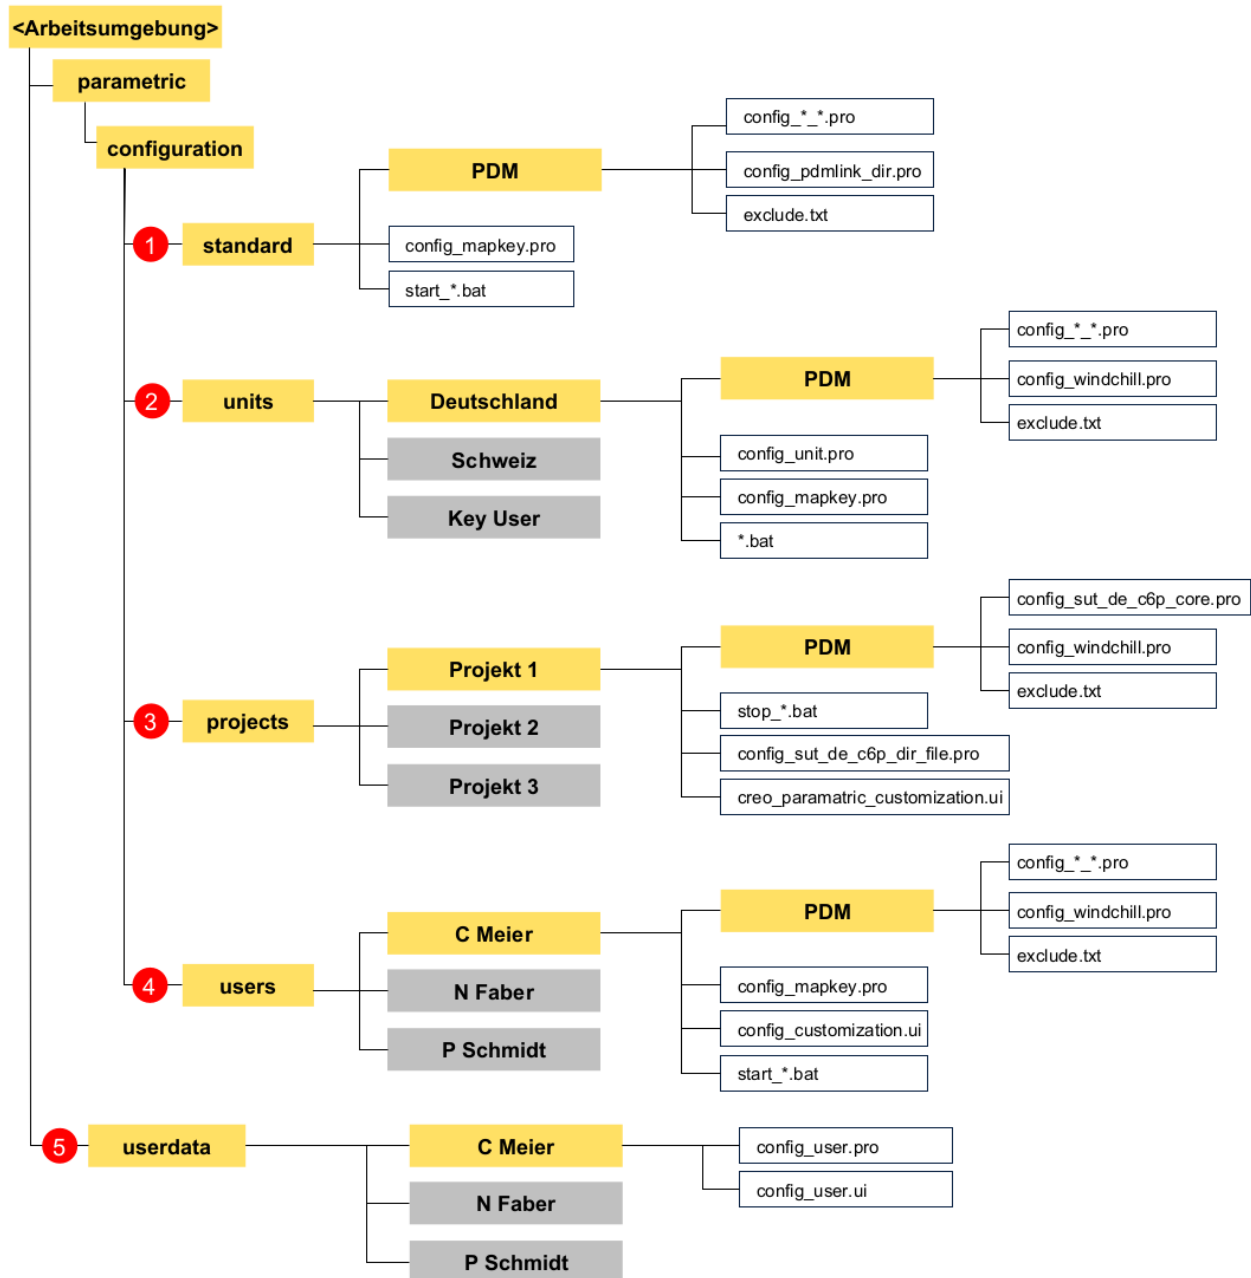 <Arbeitsumgebung>
parametric
configuration
1
standard
PDM
config_*_*.pro
config_pdmlink_dir.pro
exclude.txt
config_mapkey.pro
start_*.bat
2
units
Deutschland
PDM
config_*_*.pro
config_windchill.pro
exclude.txt
config_unit.pro
config_mapkey.pro
*.bat
Schweiz
Key User
3
projects
Projekt 1
PDM
config_sut_de_c6p_core.pro
config_windchill.pro
exclude.txt
stop_*.bat
config_sut_de_c6p_dir_file.pro
creo_paramatric_customization.ui
Projekt 2
Projekt 3
4
users
C Meier
PDM
config_*_*.pro
config_windchill.pro
exclude.txt
config_mapkey.pro
config_customization.ui
start_*.bat
N Faber
P Schmidt
5
userdata
C Meier
config_user.pro
config_user.ui
N Faber
P Schmidt